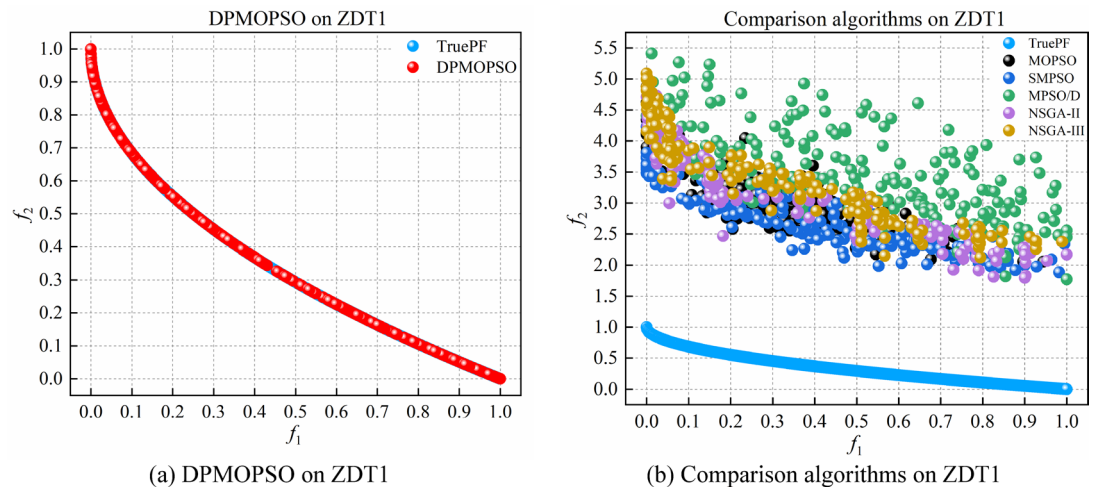 DPMOPSO on ZDT1
TruePF
DPMOPSO
1.0
0.9
0.8
0.7
0.6
0.5
0.4
0.3
0.2
0.1
0.0
f2
0.0 0.1 0.2 0.3 0.4 0.5 0.6 0.7 0.8 0.9 1.0
f1
(a) DPMOPSO on ZDT1
Comparison algorithms on ZDT1
TruePF
MOPSO
SMPSO
MPSO/D
NSGA-II
NSGA-III
5.5
5.0
4.5
4.0
3.5
3.0
2.5
2.0
1.5
1.0
0.5
0.0
f2
0.0 0.1 0.2 0.3 0.4 0.5 0.6 0.7 0.8 0.9 1.0
f1
(b) Comparison algorithms on ZDT1